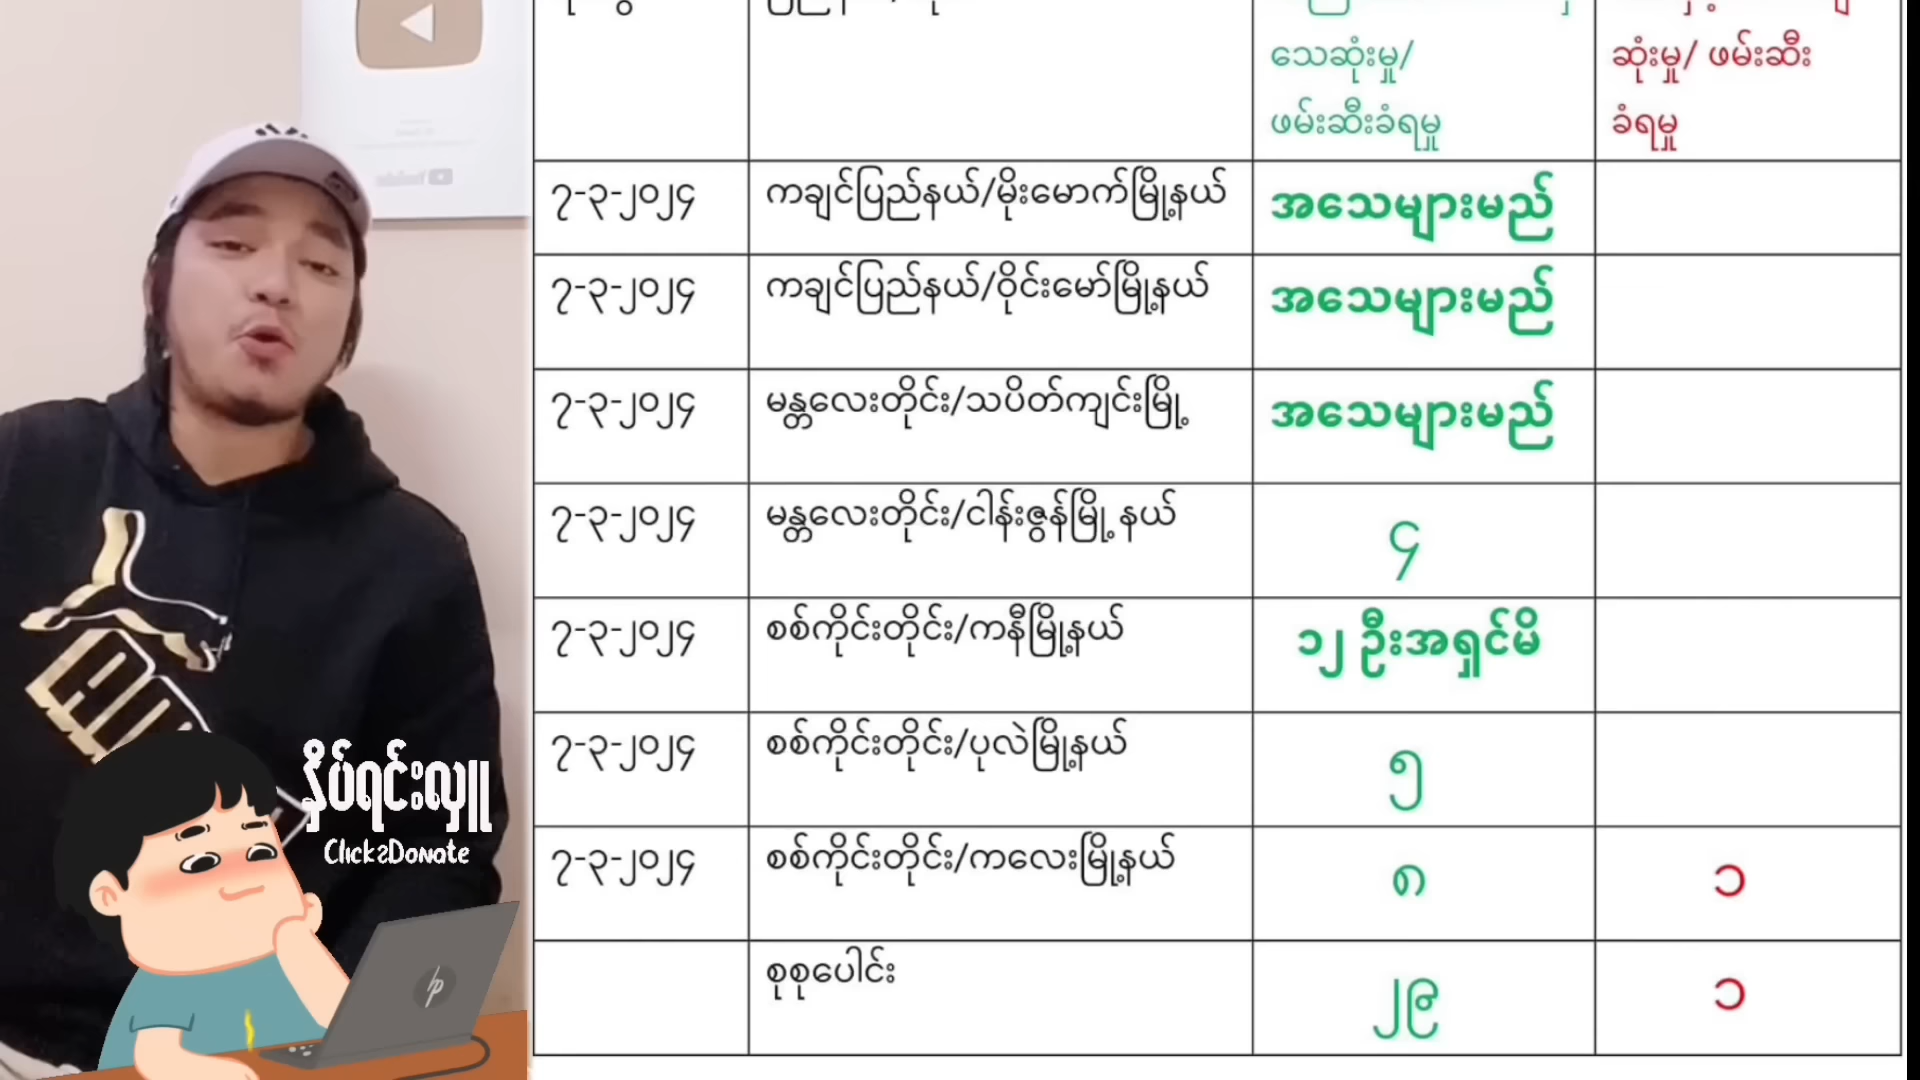 သေဆုံးမှု/
ဖမ်းဆီးခံရမှု
ဆုံးမှု/ ဖမ်းဆီး
ခံရမှု
၇-၃-၂၀၂၄ ကချင်ပြည်နယ်/မိုးမောက်မြို့နယ် အသေများမည်
၇-၃-၂၀၂၄ ကချင်ပြည်နယ်/ဝိုင်းမော်မြို့နယ် အသေများမည်
၇-၃-၂၀၂၄ မန္တလေးတိုင်း/သပိတ်ကျင်းမြို့ အသေများမည်
၇-၃-၂၀၂၄ မန္တလေးတိုင်း/ငါန်းဇွန်မြို့ နယ် ၄
၇-၃-၂၀၂၄ စစ်ကိုင်းတိုင်း/ကနီမြို့နယ် ၁၂ ဦးအရှင်မိ
၇-၃-၂၀၂၄ စစ်ကိုင်းတိုင်း/ပုလဲမြို့နယ် ၅
၇-၃-၂၀၂၄ စစ်ကိုင်းတိုင်း/ကလေးမြို့နယ် ၈ ၁
စုစုပေါင်း ၂၉ ၁
နှိပ်ရင်းလှူ
Click2Donate
hp